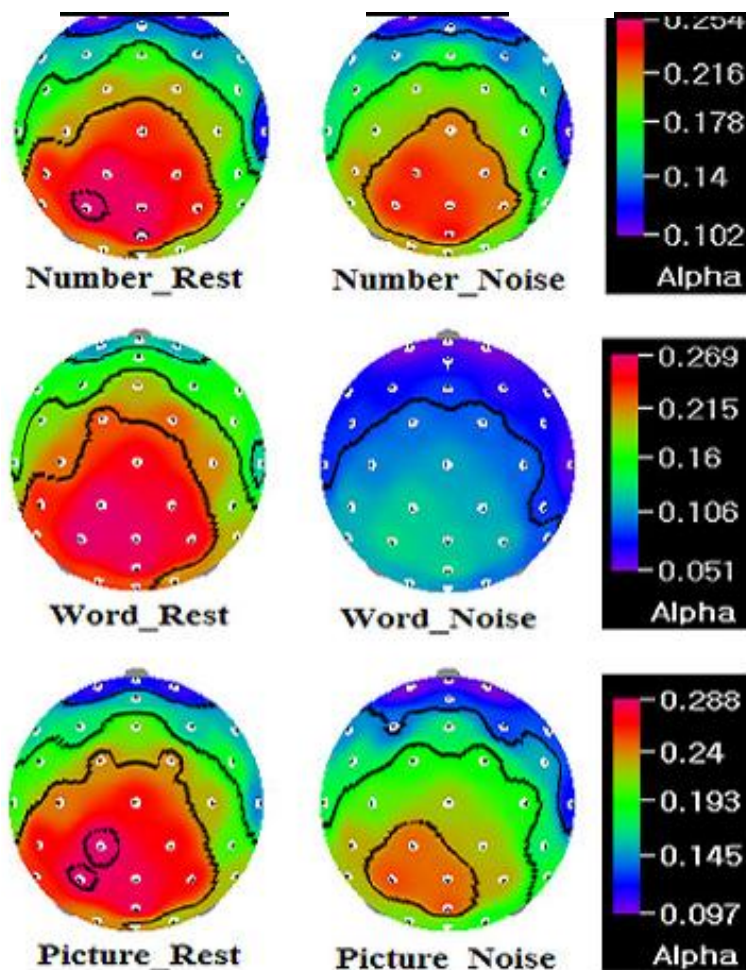 0.254
0.216
0.178
0.14
0.102
Number_Rest
Number_Noise
Alpha
0.269
0.215
0.16
0.106
0.051
Word_Rest
Word_Noise
Alpha
0.288
0.24
0.193
0.145
0.097
Picture_Rest
Picture_Noise
Alpha